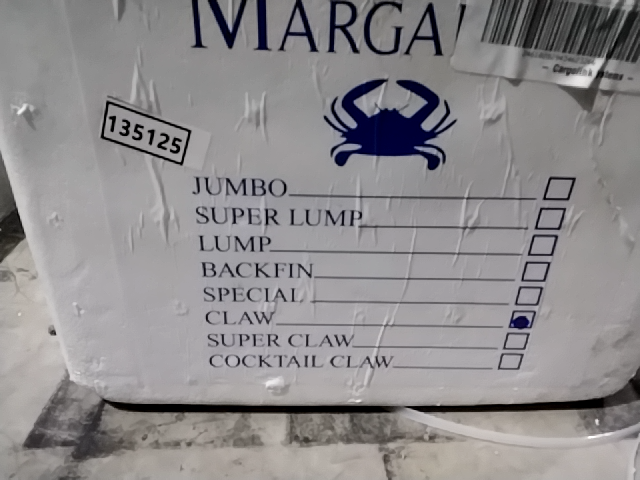 MARGA
135125
JUMBO
SUPER LUMP
LUMP
BACKFIN
SPECIAL
CLAW
SUPER CLAW
COCKTAIL CLAW